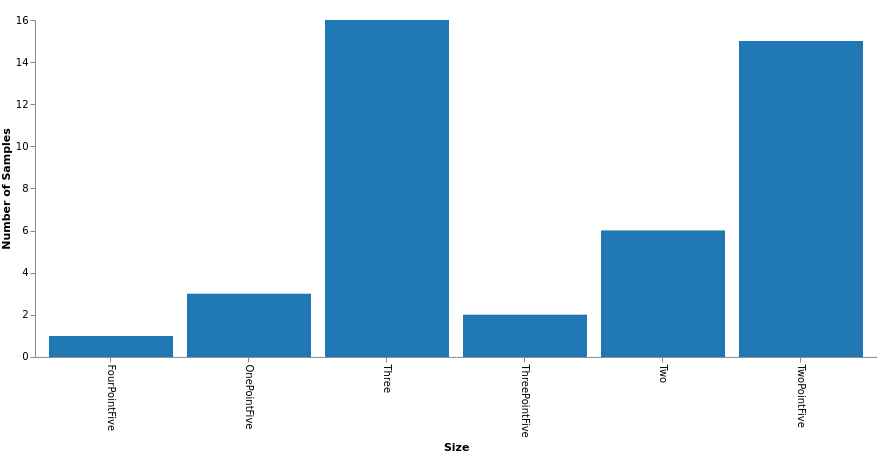 16
14
12
10
8
6
4
2
0
Number of Samples
FourPointFive
OnePointFive
Three
ThreePointFive
Two
TwoPointFive
Size